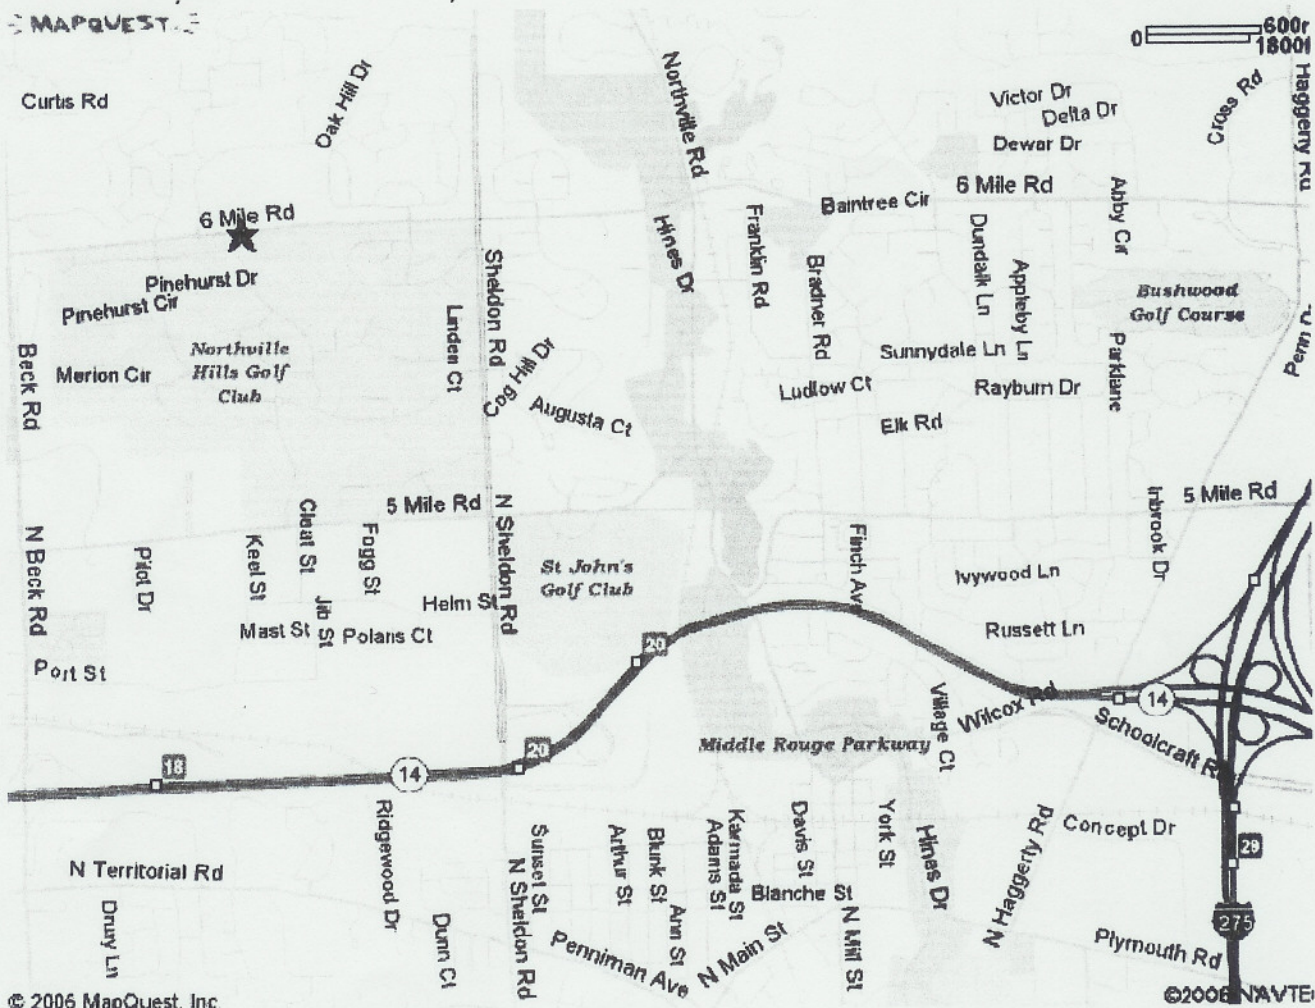 MAPQUEST
0 600
1800
Curtis Rd
Oak Hill Dr
Northville Rd
Victor Dr
Delta Dr
Dewar Dr
Cross Rd
Haggerty Rd
6 Mile Rd
6 Mile Rd
Baintree Cir
Abby Cir
Pinehurst Dr
Pinehurst Cir
Sheldon Rd
Hines Dr
Franklin Rd
Bradner Rd
Dundalk Ln
Appleby Ln
Bushwood
Golf Course
Beck Rd
Merion Cir
Northville
Hills Golf
Club
Linden Ct
Cog Hill Dr
Augusta Ct
Sunnydale Ln
Ludlow Ct
Rayburn Dr
Parklane
Penn
Elk Rd
5 Mile Rd
5 Mile Rd
Inbrook Dr
N Beck Rd
Pilot Dr
Keel St
Cleat St
Jib St
Fogg St
N Sheldon Rd
St John's
Golf Club
Finch Av
Ivywood Ln
Helm St
Mast St
Polaris Ct
Russett Ln
Port St
20
Village Ct
Wilcox Rd
14
Schoolcraft Rd
Middle Rouge Parkway
18
14
20
Ridgewood Dr
Sunset St
N Sheldon Rd
Arthur St
Blunk St
Ann St
Adams St
Karmada St
Davis St
York St
Hines Dr
N Haggerty Rd
Concept Dr
N Territorial Rd
Blanche St
N Mill St
Drury Ln
Dunn Ct
Penniman Ave
N Main St
Plymouth Rd
275
© 2006 MapQuest, Inc.